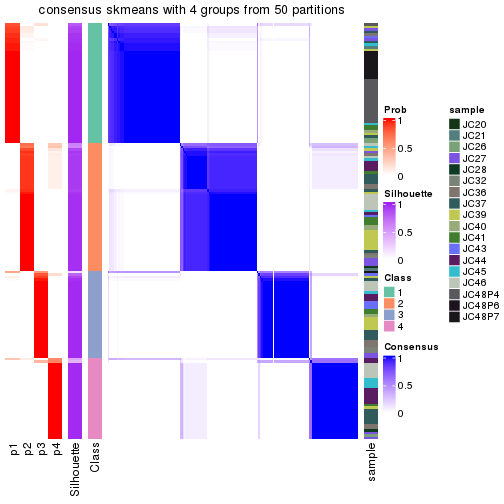 consensus skmeans with 4 groups from 50 partitions
Prob
1
0.5
0
Silhouette
1
0.5
0
Class
1
2
3
4
Consensus
1
0.5
0
sample
JC20
JC21
JC26
JC27
JC28
JC32
JC36
JC37
JC39
JC40
JC41
JC43
JC44
JC45
JC46
JC48P4
JC48P6
JC48P7
p1
p2
p3
p4
Silhouette
Class
sample